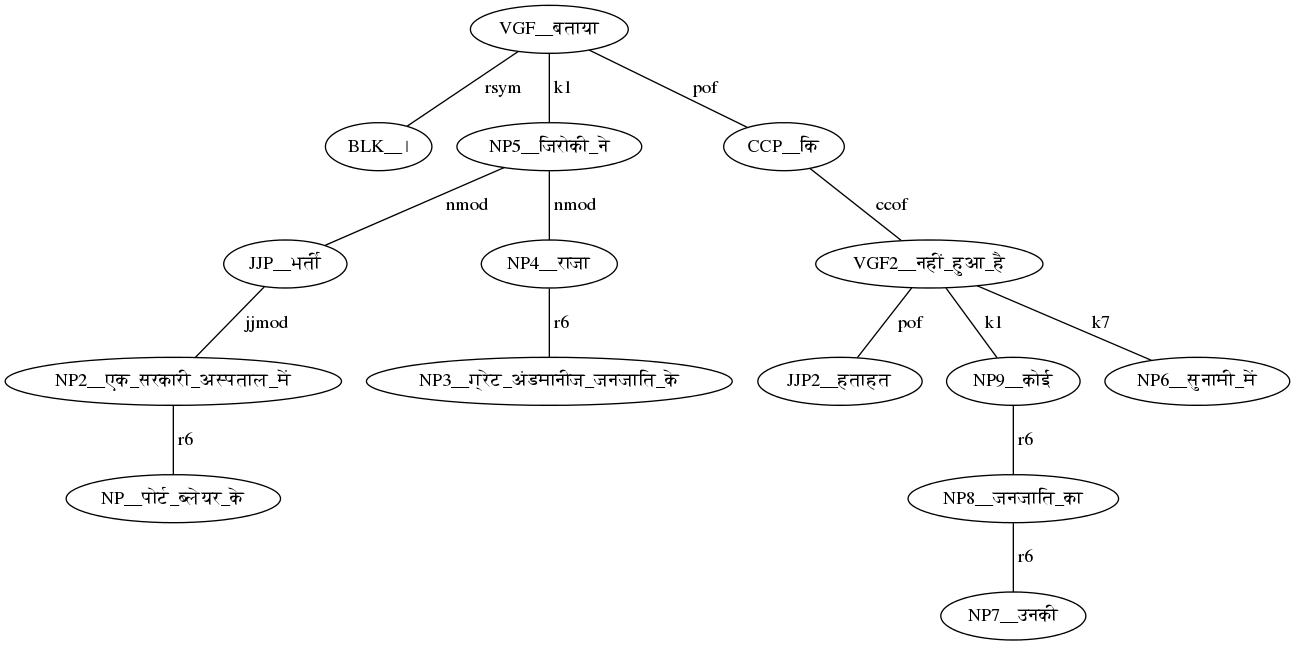 VGF__बताया
rsym k1 pof
BLK__। NP5__जिरोकी_ने CCP__कि
nmod nmod ccof
JJP__भर्ती NP4__राजा VGF2__नहीं_हुआ_है
jjmod r6 pof k1 k7
NP2__एक_सरकारी_अस्पताल_में NP3__ग्रेट_अंडमानीज_जनजाति_के JJP2__हताहत NP9__कोई NP6__सुनामी_में
r6 r6
NP__पोर्ट_ब्लेयर_के NP8__जनजाति_का
r6
NP7__उनकी